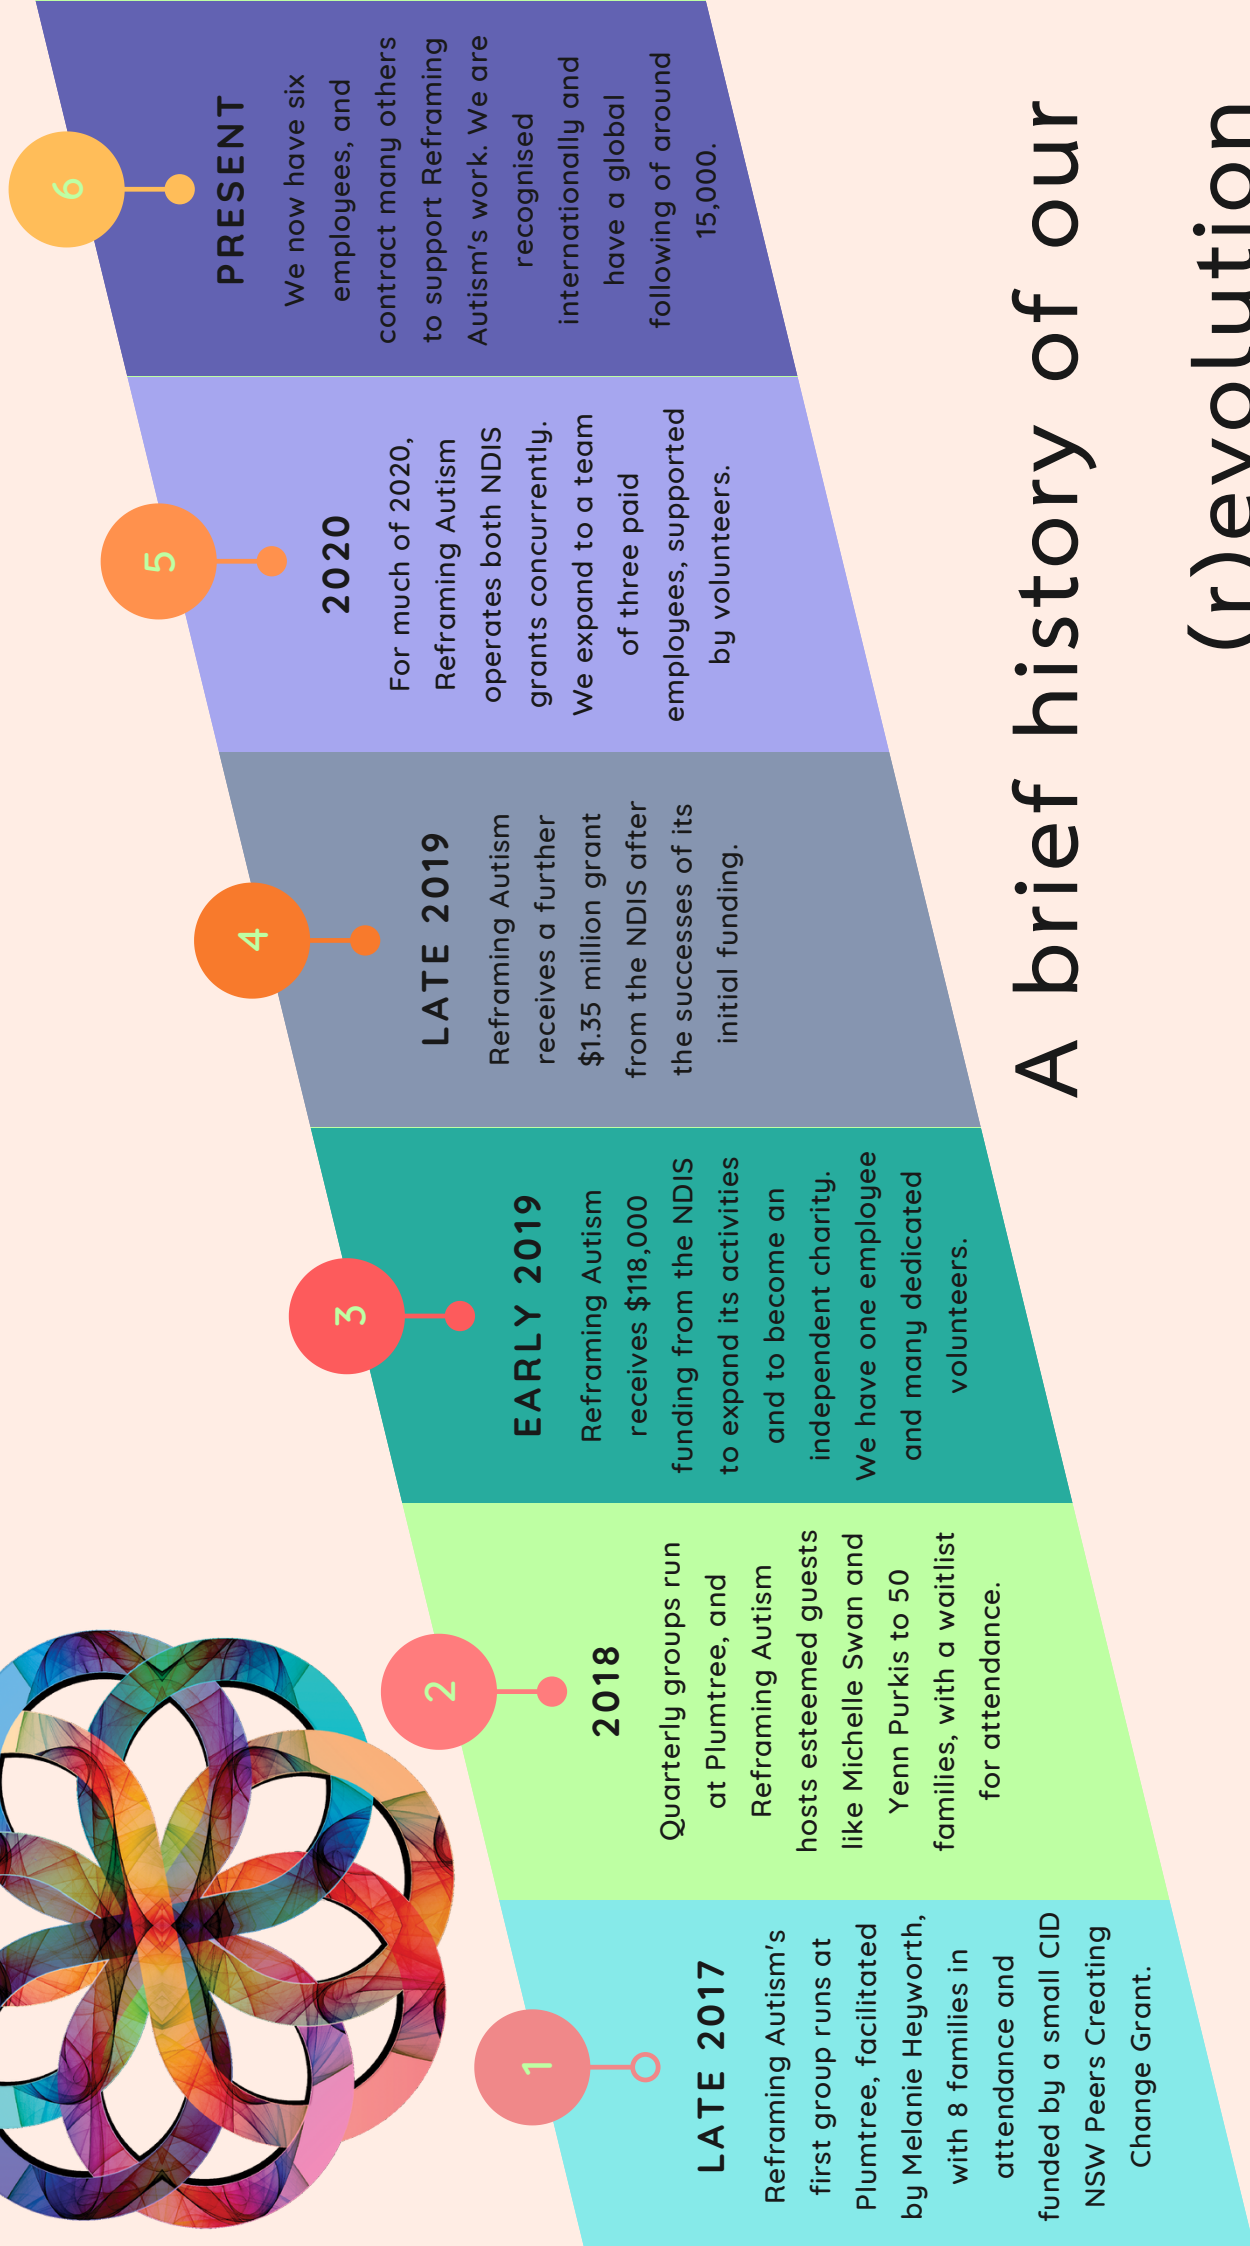 A brief history of our
(r)evolution
1
LATE 2017
Reframing Autism's
first group runs at
Plumtree, facilitated
by Melanie Heyworth,
with 8 families in
attendance and
funded by a small CID
NSW Peers Creating
Change Grant.
2
2018
Quarterly groups run
at Plumtree, and
Reframing Autism
hosts esteemed guests
like Michelle Swan and
Yenn Purkis to 50
families, with a waitlist
for attendance.
3
EARLY 2019
Reframing Autism
receives $118,000
funding from the NDIS
to expand its activities
and to become an
independent charity.
We have one employee
and many dedicated
volunteers.
4
LATE 2019
Reframing Autism
receives a further
$1.35 million grant
from the NDIS after
the successes of its
initial funding.
5
2020
For much of 2020,
Reframing Autism
operates both NDIS
grants concurrently.
We expand to a team
of three paid
employees, supported
by volunteers.
6
PRESENT
We now have six
employees, and
contract many others
to support Reframing
Autism's work. We are
recognised
internationally and
have a global
following of around
15,000.